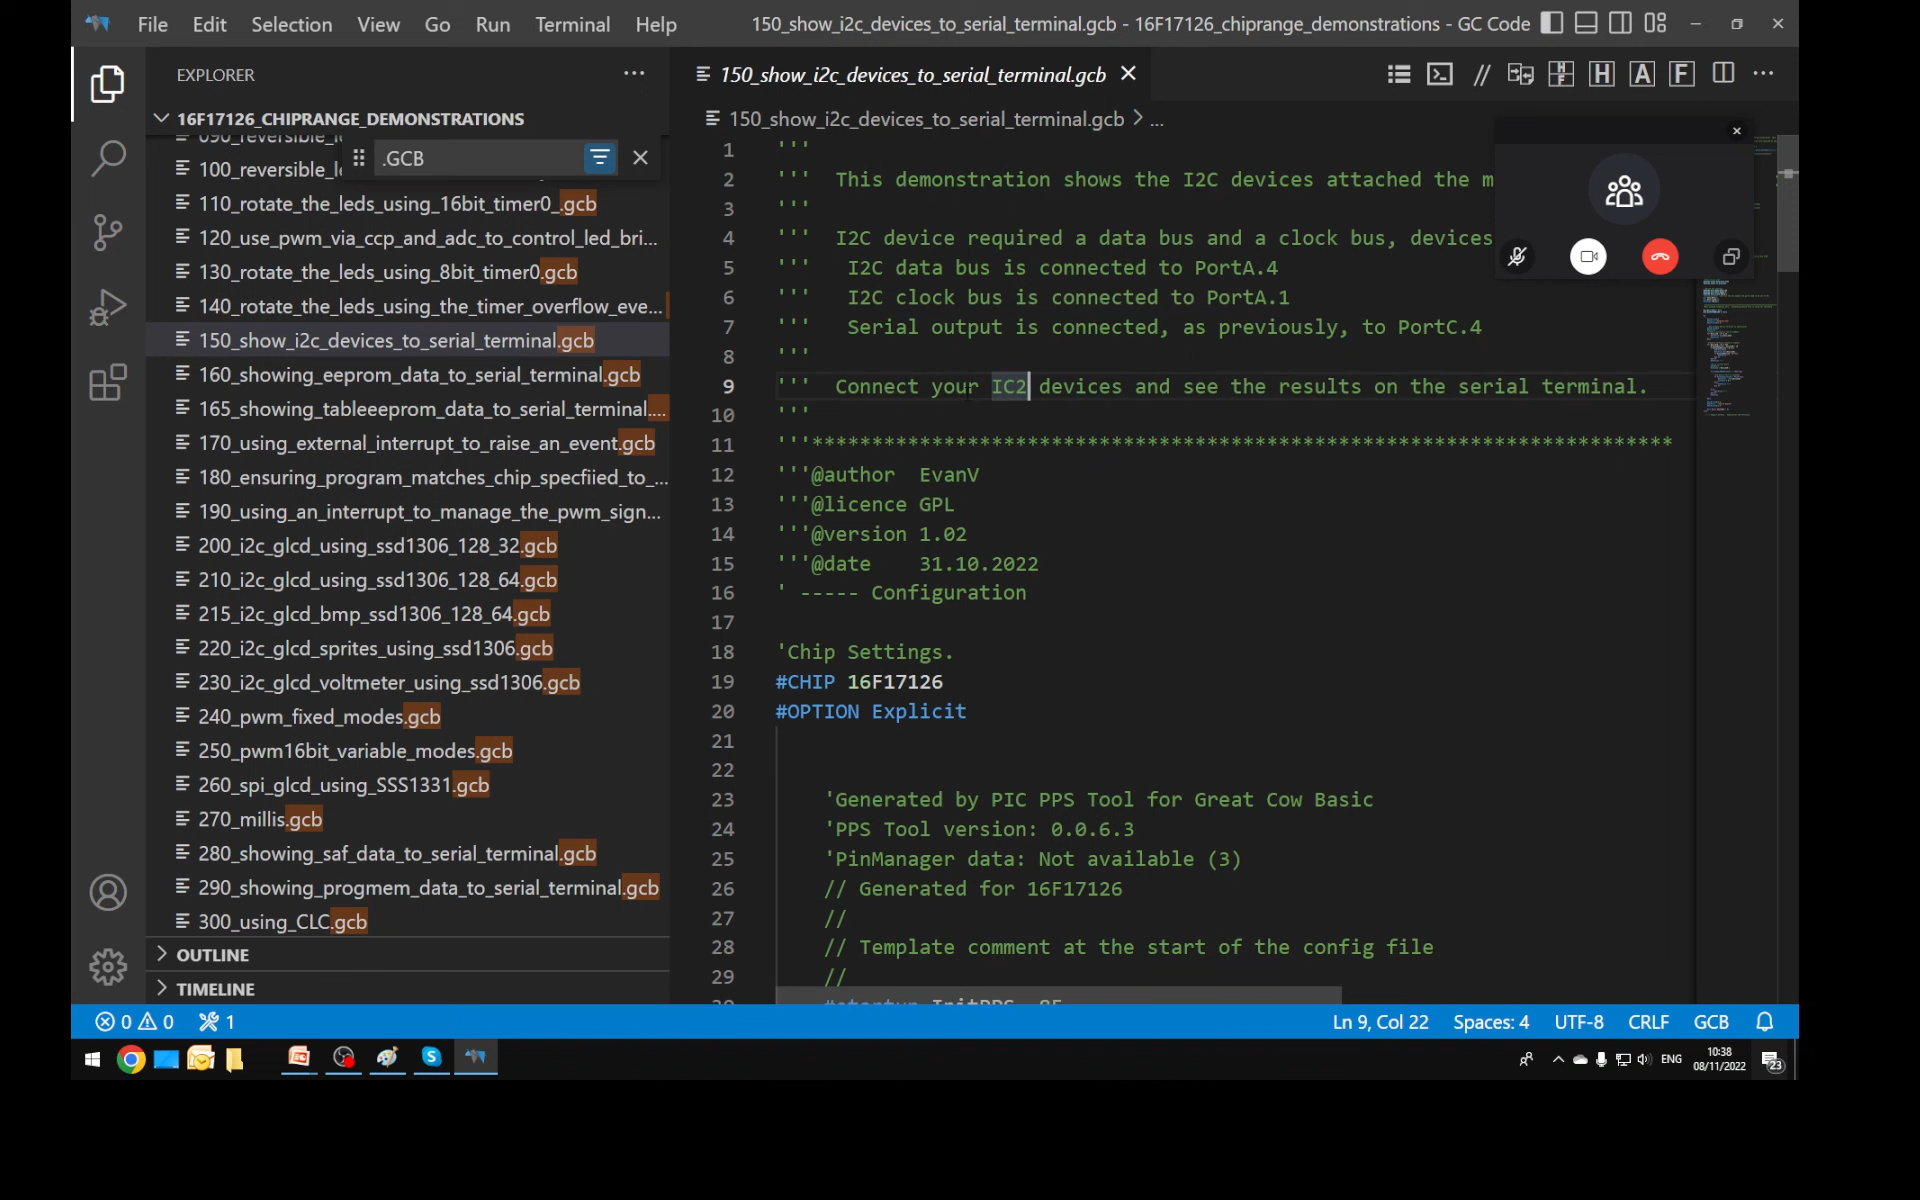 File Edit Selection View Go Run Terminal Help
150_show_i2c_devices_to_serial_terminal.gcb - 16F17126_chiprange_demonstrations - GC Code
EXPLORER
16F17126_CHIPRANGE_DEMONSTRATIONS
.GCB
100_reversible_l
110_rotate_the_leds_using_16bit_timer0_.gcb
120_use_pwm_via_ccp_and_adc_to_control_led_bri...
130_rotate_the_leds_using_8bit_timer0.gcb
140_rotate_the_leds_using_the_timer_overflow_eve...
150_show_i2c_devices_to_serial_terminal.gcb
160_showing_eeprom_data_to_serial_terminal.gcb
165_showing_tableeeprom_data_to_serial_terminal....
170_using_external_interrupt_to_raise_an_event.gcb
180_ensuring_program_matches_chip_specfiied_to_...
190_using_an_interrupt_to_manage_the_pwm_sign...
200_i2c_glcd_using_ssd1306_128_32.gcb
210_i2c_glcd_using_ssd1306_128_64.gcb
215_i2c_glcd_bmp_ssd1306_128_64.gcb
220_i2c_glcd_sprites_using_ssd1306.gcb
230_i2c_glcd_voltmeter_using_ssd1306.gcb
240_pwm_fixed_modes.gcb
250_pwm16bit_variable_modes.gcb
260_spi_glcd_using_SSS1331.gcb
270_millis.gcb
280_showing_saf_data_to_serial_terminal.gcb
290_showing_progmem_data_to_serial_terminal.gcb
300_using_CLC.gcb
OUTLINE
TIMELINE
150_show_i2c_devices_to_serial_terminal.gcb
150_show_i2c_devices_to_serial_terminal.gcb > ...
1 '''
2 ''' This demonstration shows the I2C devices attached the m
3 '''
4 ''' I2C device required a data bus and a clock bus, devices
5 ''' I2C data bus is connected to PortA.4
6 ''' I2C clock bus is connected to PortA.1
7 ''' Serial output is connected, as previously, to PortC.4
8 '''
9 ''' Connect your IC2 devices and see the results on the serial terminal.
10 '''
11 '''************************************************************************
12 '''@author EvanV
13 '''@licence GPL
14 '''@version 1.02
15 '''@date 31.10.2022
16 ' ----- Configuration
17
18 'Chip Settings.
19 #CHIP 16F17126
20 #OPTION Explicit
21
22
23 'Generated by PIC PPS Tool for Great Cow Basic
24 'PPS Tool version: 0.0.6.3
25 'PinManager data: Not available (3)
26 // Generated for 16F17126
27 //
28 // Template comment at the start of the config file
29 //
0 0 1
Ln 9, Col 22 Spaces: 4 UTF-8 CRLF GCB
ENG
10:38
08/11/2022
23